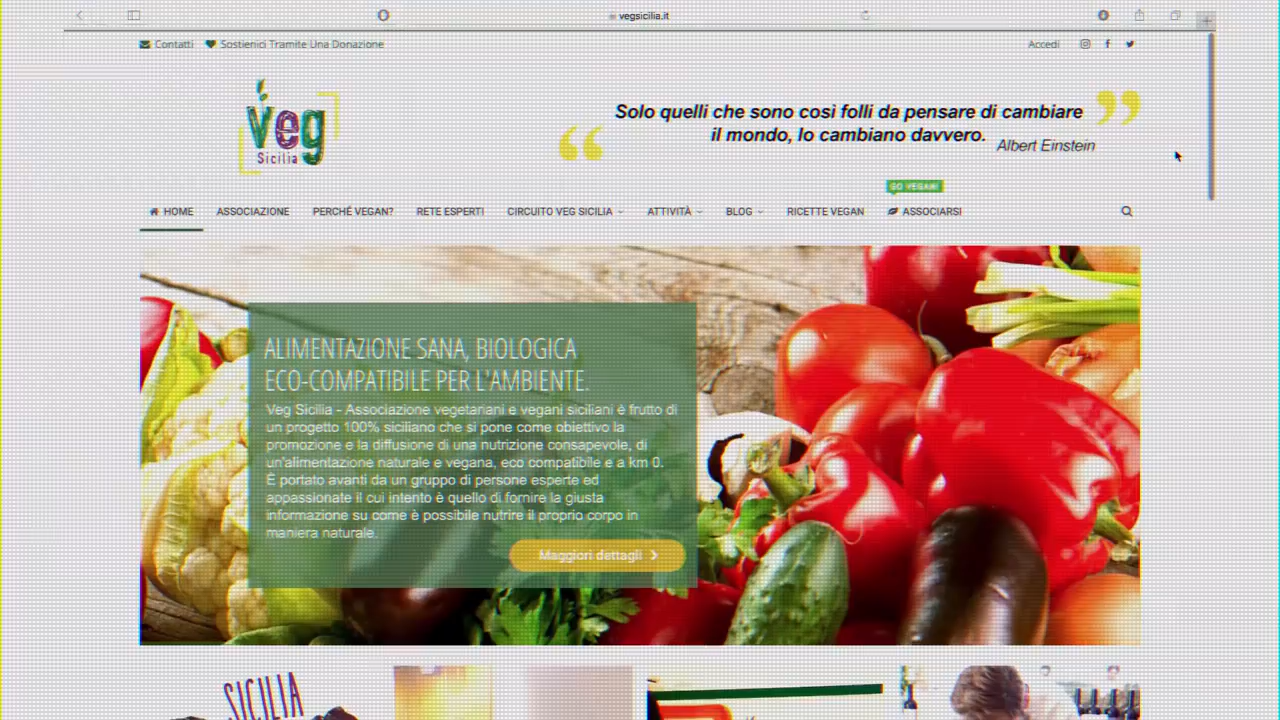 vegsicilia.it
Contatti Sostienici Tramite Una Donazione Accedi
Veg
Sicilia
Solo quelli che sono così folli da pensare di cambiare
il mondo, lo cambiano davvero.
Albert Einstein
GO VEGAN!
HOME ASSOCIAZIONE PERCHÉ VEGAN? RETE ESPERTI CIRCUITO VEG SICILIA ATTIVITÀ BLOG RICETTE VEGAN ASSOCIARSI
ALIMENTAZIONE SANA, BIOLOGICA
ECO-COMPATIBILE PER L'AMBIENTE.
Veg Sicilia - Associazione vegetariani e vegani siciliani è frutto di
un progetto 100% siciliano che si pone come obiettivo la
promozione e la diffusione di una nutrizione consapevole, di
un'alimentazione naturale e vegana, eco compatibile e a km 0.
È portato avanti da un gruppo di persone esperte ed
appassionate il cui intento è quello di fornire la giusta
informazione su come è possibile nutrire il proprio corpo in
maniera naturale.
Maggiori dettagli
SICILIA